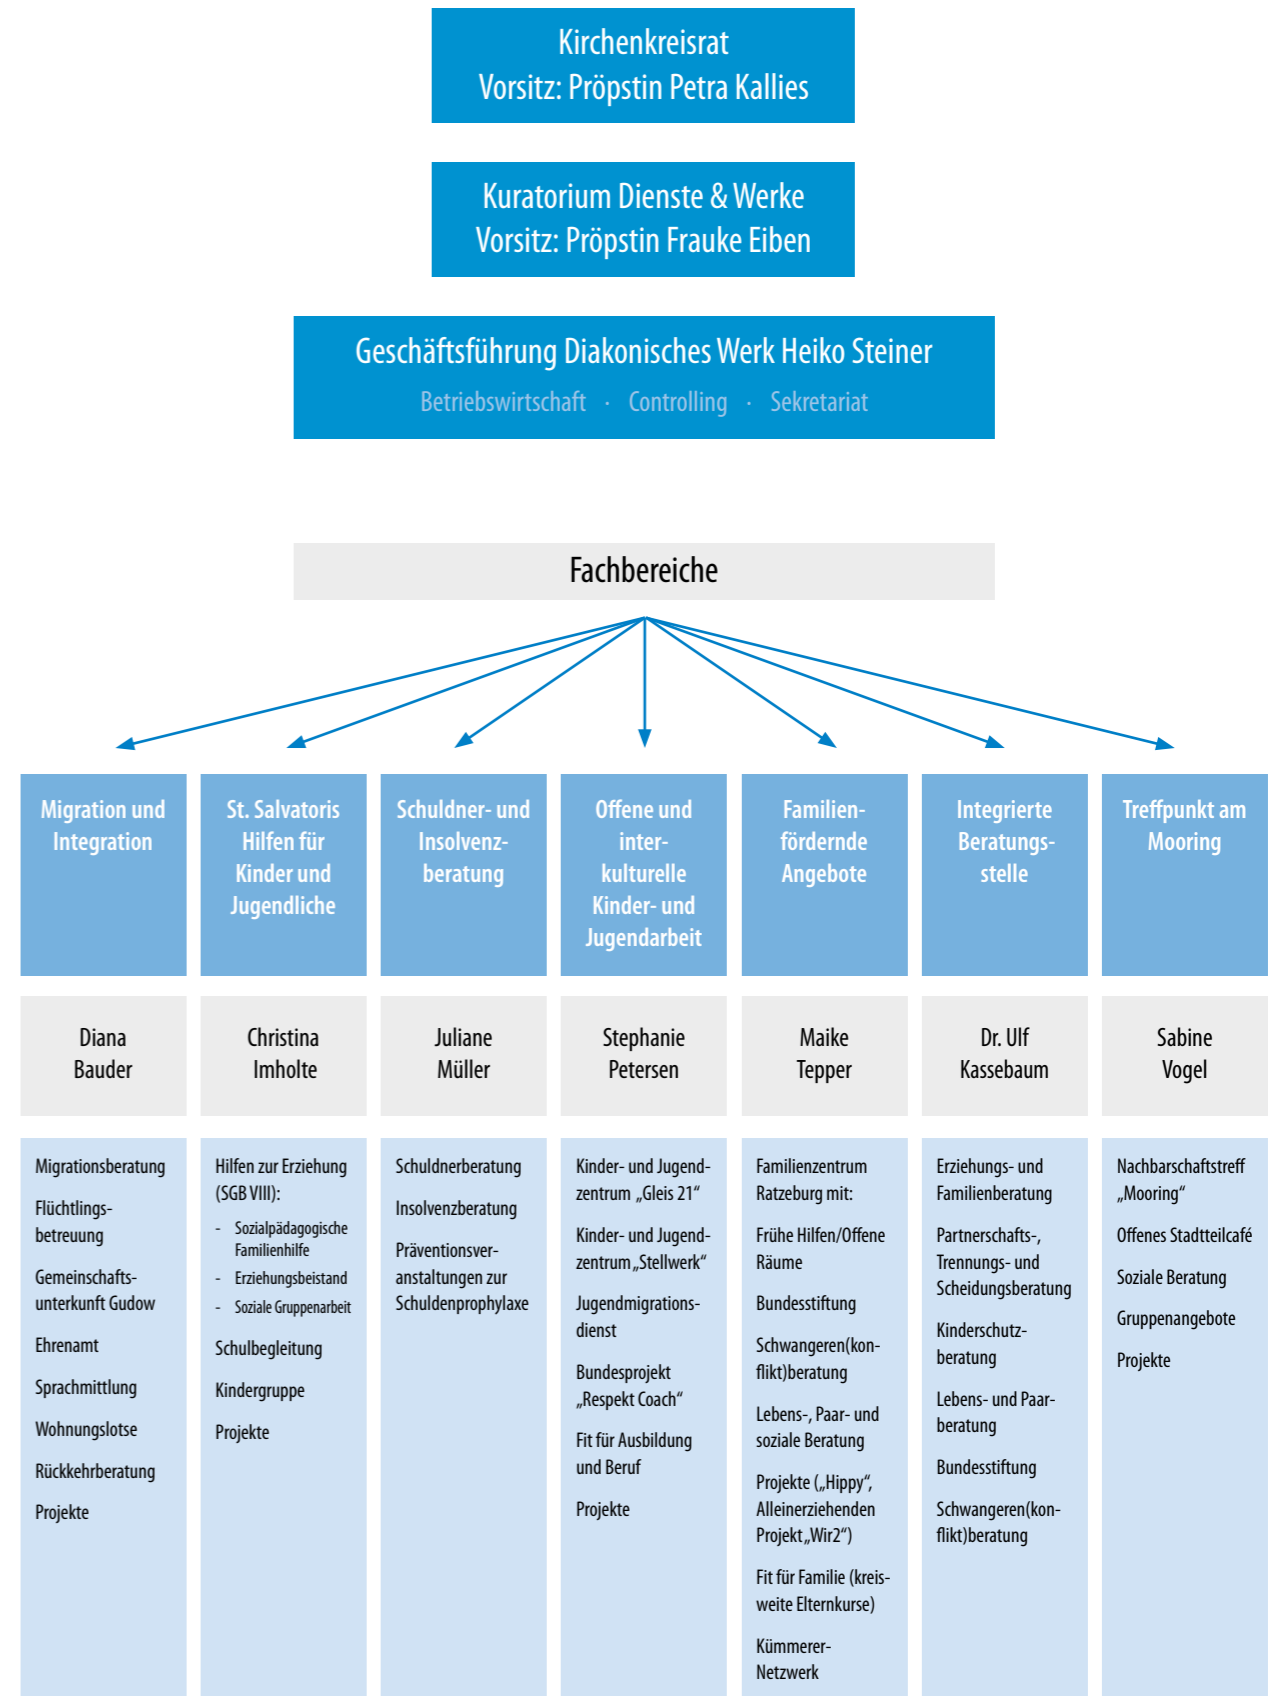 Kirchenkreisrat
Vorsitz: Pröpstin Petra Kallies
Kuratorium Dienste & Werke
Vorsitz: Pröpstin Frauke Eiben
Geschäftsführung Diakonisches Werk Heiko Steiner
Betriebswirtschaft · Controlling · Sekretariat
Fachbereiche
Migration und
Integration
Diana
Bauder
Migrationsberatung
Flüchtlings-
betreuung
Gemeinschafts-
unterkunft Gudow
Ehrenamt
Sprachmittlung
Wohnungslotse
Rückkehrberatung
Projekte
St. Salvatoris
Hilfen für
Kinder und
Jugendliche
Christina
Imholte
Hilfen zur Erziehung
(SGB VIII):
- Sozialpädagogische
Familienhilfe
- Erziehungsbeistand
- Soziale Gruppenarbeit
Schulbegleitung
Kindergruppe
Projekte
Schuldner- und
Insolvenz-
beratung
Juliane
Müller
Schuldnerberatung
Insolvenzberatung
Präventionsver-
anstaltungen zur
Schuldenprophylaxe
Offene und
inter-
kulturelle
Kinder- und
Jugendarbeit
Stephanie
Petersen
Kinder- und Jugend-
zentrum „Gleis 21“
Kinder- und Jugend-
zentrum „Stellwerk“
Jugendmigrations-
dienst
Bundesprojekt
„Respekt Coach“
Fit für Ausbildung
und Beruf
Projekte
Familien-
fördernde
Angebote
Maike
Tepper
Familienzentrum
Ratzeburg mit:
Frühe Hilfen/Offene
Räume
Bundesstiftung
Schwangeren(kon-
flikt)beratung
Lebens-, Paar- und
soziale Beratung
Projekte („Hippy“,
Alleinerziehenden
Projekt „Wir2“)
Fit für Familie (kreis-
weite Elternkurse)
Kümmerer-
Netzwerk
Integrierte
Beratungs-
stelle
Dr. Ulf
Kassebaum
Erziehungs- und
Familienberatung
Partnerschafts-,
Trennungs- und
Scheidungsberatung
Kinderschutz-
beratung
Lebens- und Paar-
beratung
Bundesstiftung
Schwangeren(kon-
flikt)beratung
Treffpunkt am
Mooring
Sabine
Vogel
Nachbarschaftstreff
„Mooring“
Offenes Stadtteilcafé
Soziale Beratung
Gruppenangebote
Projekte